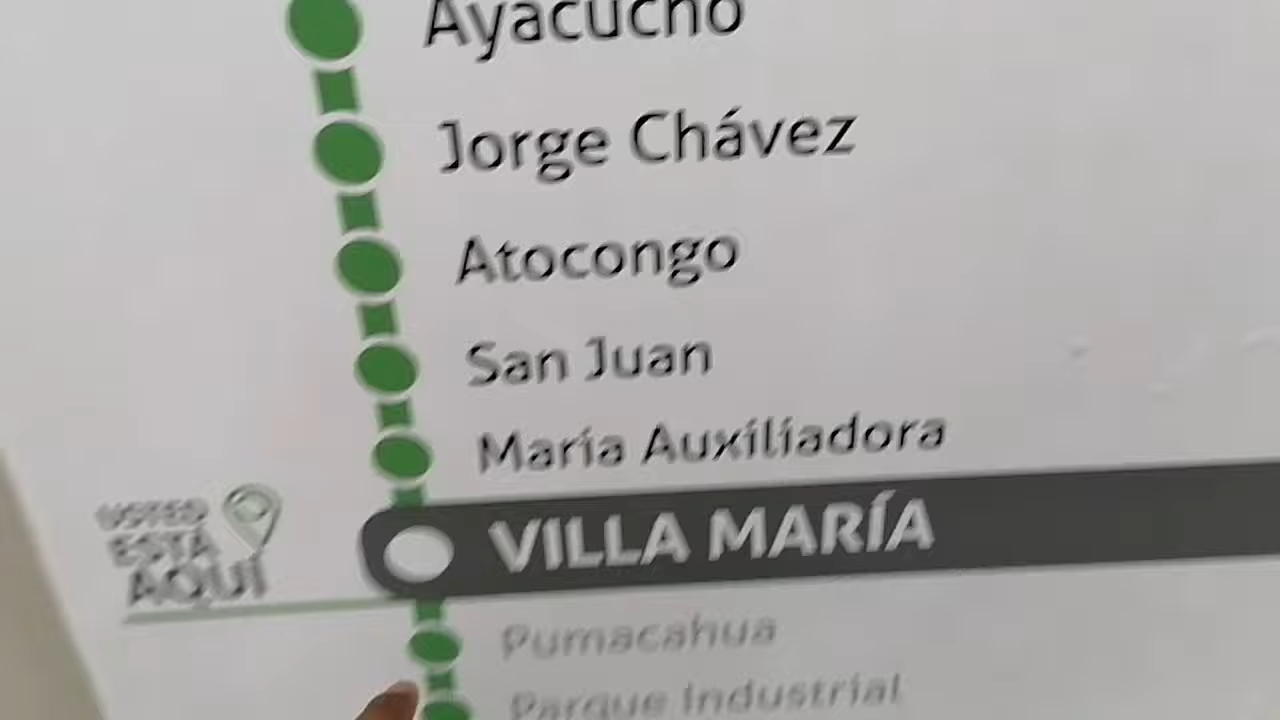 Ayacucho
Jorge Chávez
Atocongo
San Juan
María Auxiliadora
USTED
ESTÁ
AQUÍ
VILLA MARÍA
Pumacahua
Parque Industrial